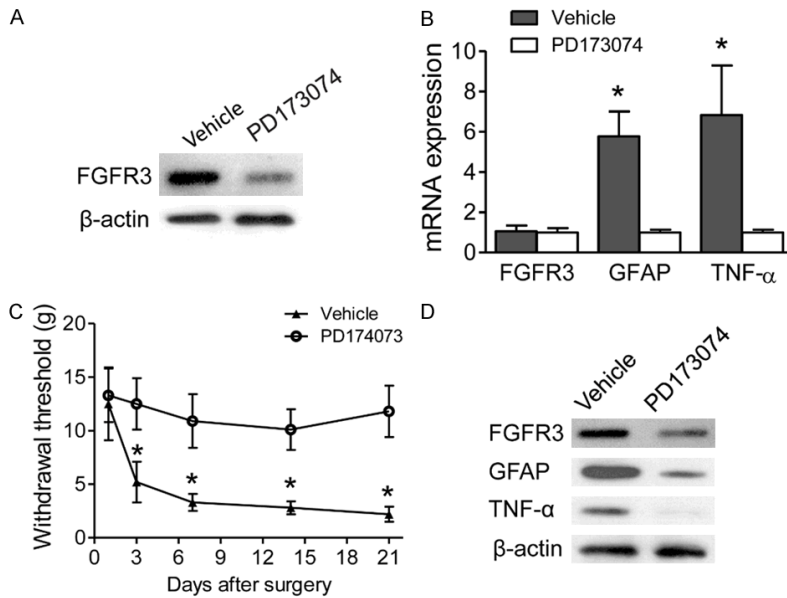 A
Vehicle
PD173074
FGFR3
β-actin
B
Vehicle
PD173074
mRNA expression
10
8
6
4
2
0
*
*
FGFR3
GFAP
TNF-α
C
Vehicle
PD174073
Withdrawal threshold (g)
20
15
10
5
0
*
*
*
*
0 3 6 9 12 15 18 21
Days after surgery
D
Vehicle
PD173074
FGFR3
GFAP
TNF-α
β-actin